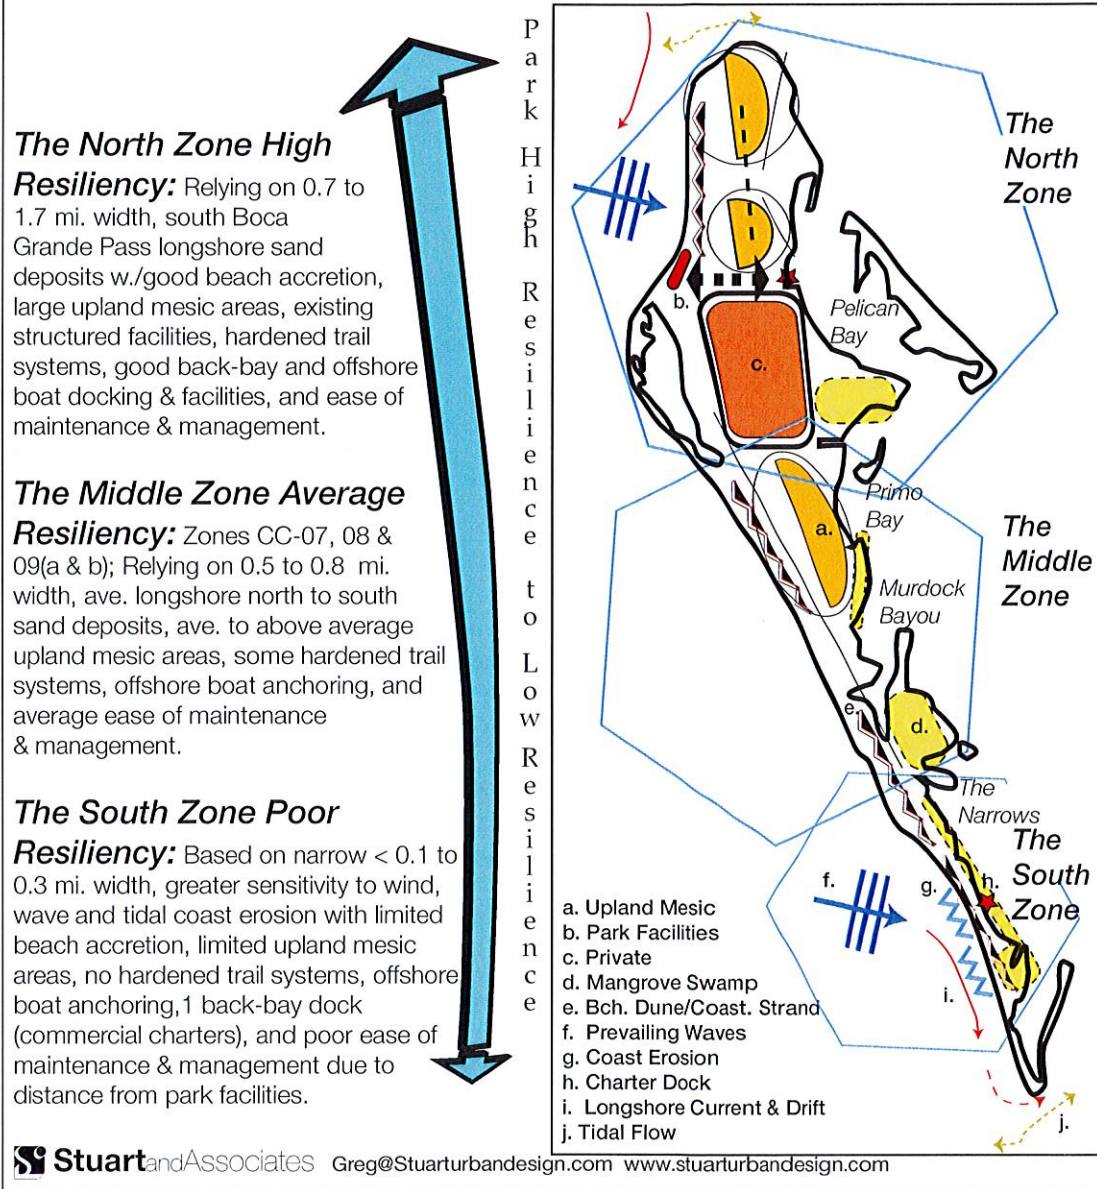 The North Zone High
Resiliency: Relying on 0.7 to
1.7 mi. width, south Boca
Grande Pass longshore sand
deposits w./good beach accretion,
large upland mesic areas, existing
structured facilities, hardened trail
systems, good back-bay and offshore
boat docking & facilities, and ease of
maintenance & management.
The Middle Zone Average
Resiliency: Zones CC-07, 08 &
09(a & b); Relying on 0.5 to 0.8 mi.
width, ave. longshore north to south
sand deposits, ave. to above average
upland mesic areas, some hardened trail
systems, offshore boat anchoring, and
average ease of maintenance
& management.
The South Zone Poor
Resiliency: Based on narrow < 0.1 to
0.3 mi. width, greater sensitivity to wind,
wave and tidal coast erosion with limited
beach accretion, limited upland mesic
areas, no hardened trail systems, offshore
boat anchoring,1 back-bay dock
(commercial charters), and poor ease of
maintenance & management due to
distance from park facilities.
Park High Resilience to Low Resilience
The
North
Zone
b.
Pelican
Bay
c.
Primo
Bay
a.
The
Middle
Zone
Murdock
Bayou
e.
d.
The
Narrows
The
South
Zone
f.
g.
h.
i.
j.
a. Upland Mesic
b. Park Facilities
c. Private
d. Mangrove Swamp
e. Bch. Dune/Coast. Strand
f. Prevailing Waves
g. Coast Erosion
h. Charter Dock
i. Longshore Current & Drift
j. Tidal Flow
StuartandAssociates Greg@Stuarturbandesign.com www.stuarturbandesign.com